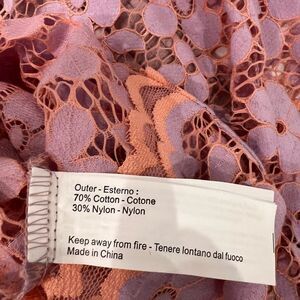 Outer - Esterno :
70% Cotton - Cotone
30% Nylon - Nylon
Keep away from fire - Tenere lontano dal fuoco
Made in China